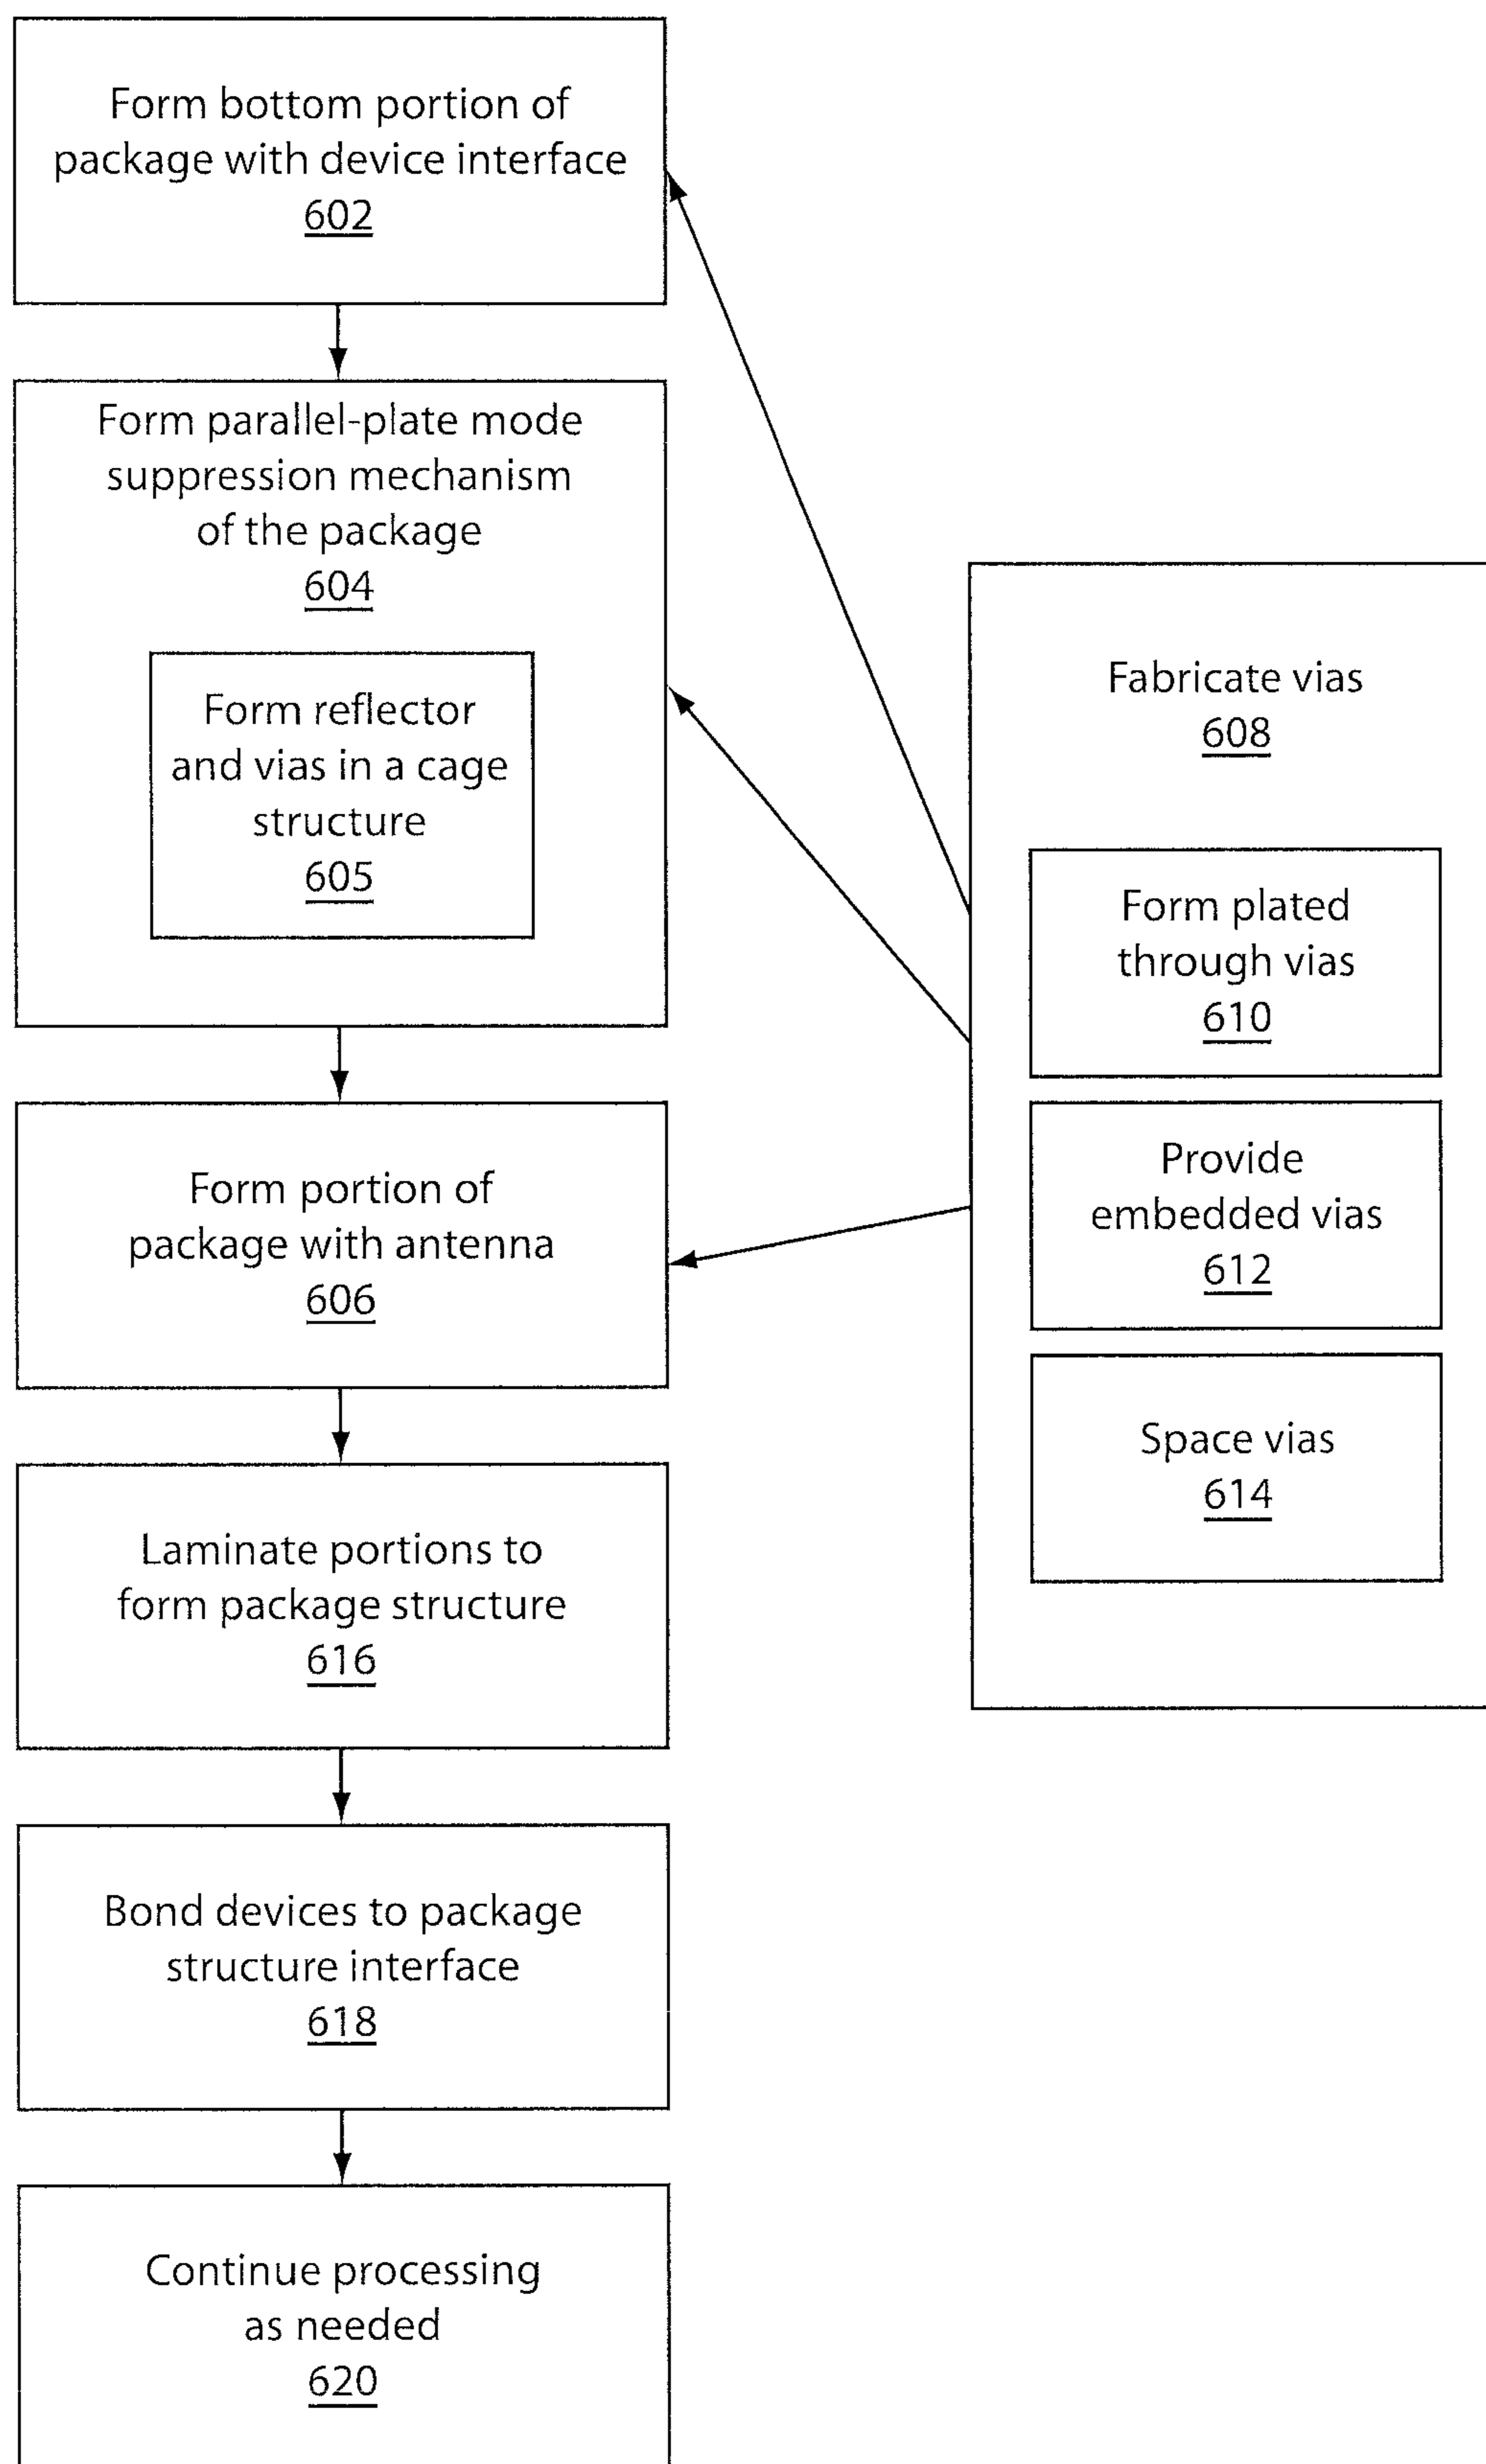 Form bottom portion of
package with device interface
602
Form parallel-plate mode
suppression mechanism
of the package
604
Form reflector
and vias in a cage
structure
605
Form portion of
package with antenna
606
Fabricate vias
608
Form plated
through vias
610
Provide
embedded vias
612
Space vias
614
Laminate portions to
form package structure
616
Bond devices to package
structure interface
618
Continue processing
as needed
620